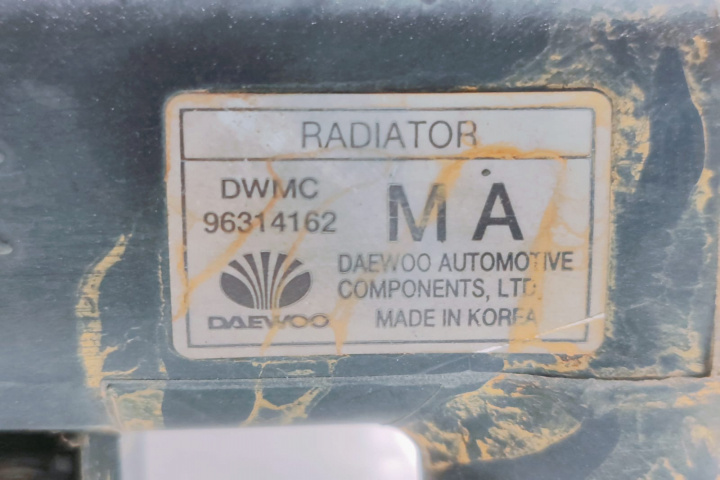 RADIATOR
DWMC
96314162
MA
DAEWOO
DAEWOO AUTOMOTIVE
COMPONENTS, LTD.
MADE IN KOREA